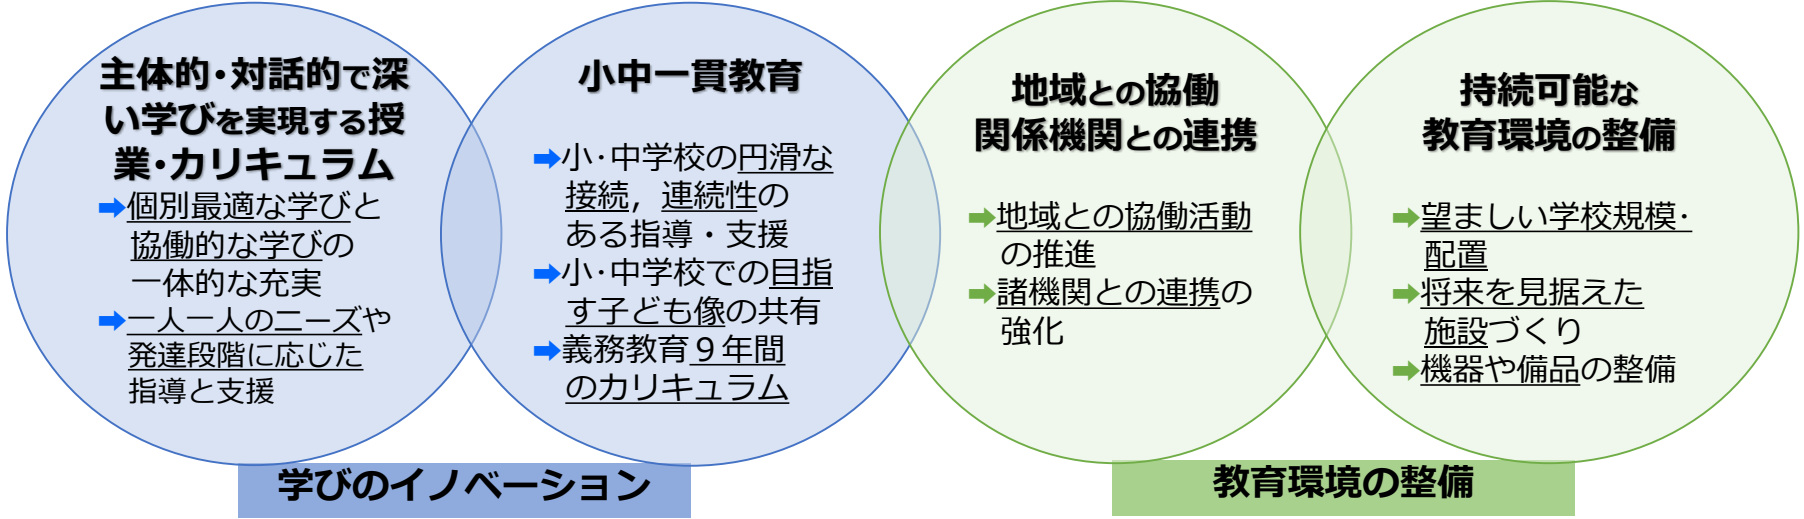 主体的･対話的で深
い学びを実現する授
業･カリキュラム
➡個別最適な学びと
協働的な学びの
一体的な充実
➡一人一人のニーズや
発達段階に応じた
指導と支援
小中一貫教育
➡小･中学校の円滑な
接続，連続性の
ある指導・支援
➡小･中学校での目指
す子ども像の共有
➡義務教育９年間
のカリキュラム
地域との協働
関係機関との連携
➡地域との協働活動
の推進
➡諸機関との連携の
強化
持続可能な
教育環境の整備
➡望ましい学校規模･
配置
➡将来を見据えた
施設づくり
➡機器や備品の整備
学びのイノベーション
教育環境の整備